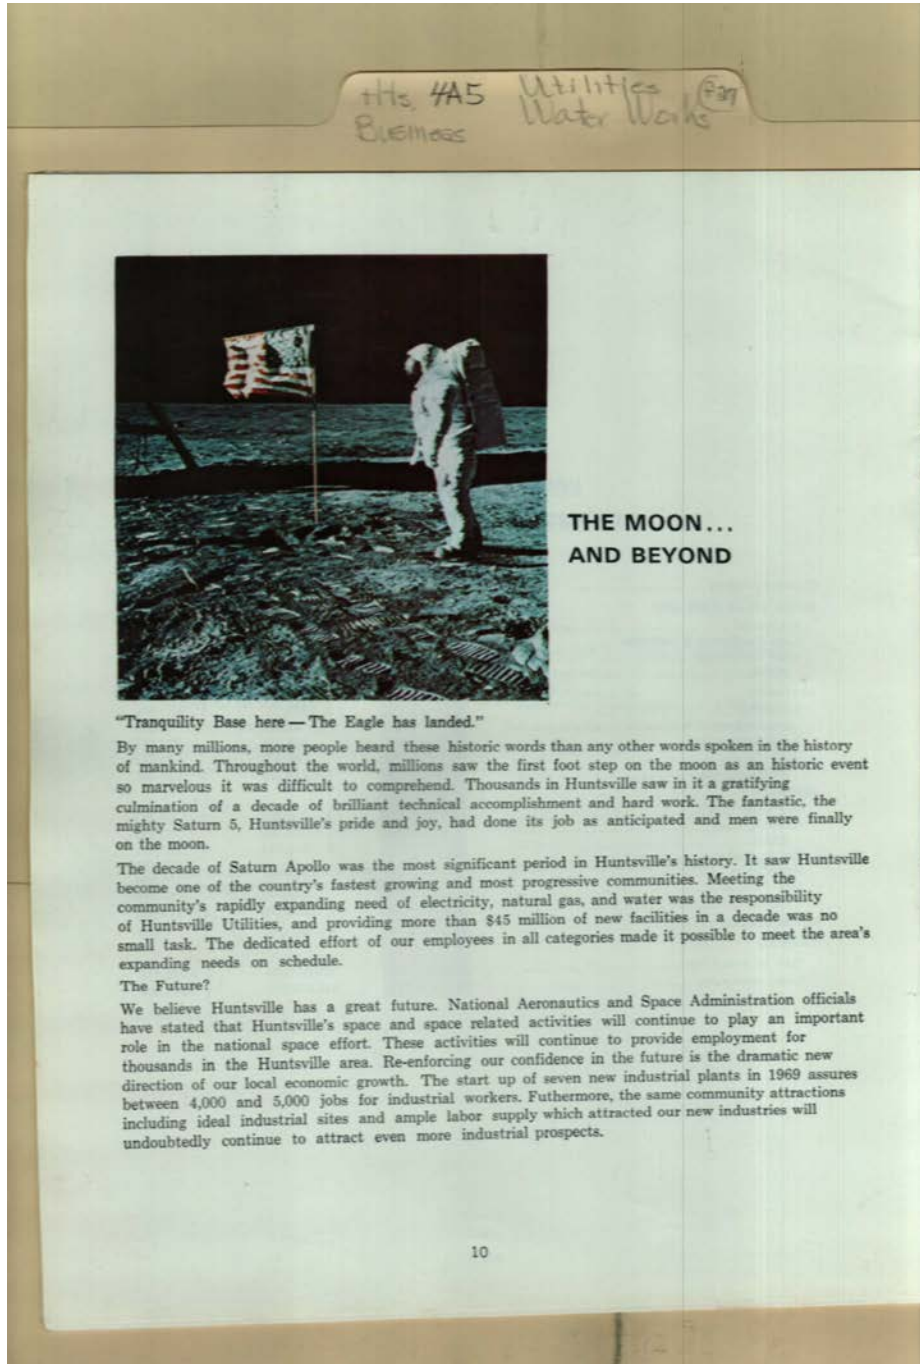 Hts. 4A5 Utilities
Business Water Works
THE MOON...
AND BEYOND
"Tranquility Base here — The Eagle has landed."
By many millions, more people heard these historic words than any other words spoken in the history
of mankind. Throughout the world, millions saw the first foot step on the moon as an historic event
so marvelous it was difficult to comprehend. Thousands in Huntsville saw in it a gratifying
culmination of a decade of brilliant technical accomplishment and hard work. The fantastic, the
mighty Saturn 5, Huntsville's pride and joy, had done its job as anticipated and men were finally
on the moon.
The decade of Saturn Apollo was the most significant period in Huntsville's history. It saw Huntsville
become one of the country's fastest growing and most progressive communities. Meeting the
community's rapidly expanding need of electricity, natural gas, and water was the responsibility
of Huntsville Utilities, and providing more than $45 million of new facilities in a decade was no
small task. The dedicated effort of our employees in all categories made it possible to meet the area's
expanding needs on schedule.
The Future?
We believe Huntsville has a great future. National Aeronautics and Space Administration officials
have stated that Huntsville's space and space related activities will continue to play an important
role in the national space effort. These activities will continue to provide employment for
thousands in the Huntsville area. Re-enforcing our confidence in the future is the dramatic new
direction of our local economic growth. The start up of seven new industrial plants in 1969 assures
between 4,000 and 5,000 jobs for industrial workers. Futhermore, the same community attractions
including ideal industrial sites and ample labor supply which attracted our new industries will
undoubtedly continue to attract even more industrial prospects.
10